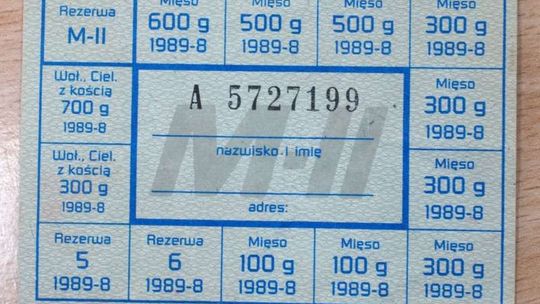 Rezerwa
M-II
Mięso
600 g
1989-8
Mięso
500 g
1989-8
Mięso
500 g
1989-8
Mięso
300 g
1989-8
Woł., Ciel.
z kością
700 g
1989-8
A 5727199
M-II
nazwisko i imię
adres:
Mięso
300 g
1989-8
Woł., Ciel.
z kością
300 g
1989-8
Mięso
300 g
1989-8
Rezerwa
5
1989-8
Rezerwa
6
1989-8
Mięso
100 g
1989-8
Mięso
100 g
1989-8
Mięso
300 g
1989-8